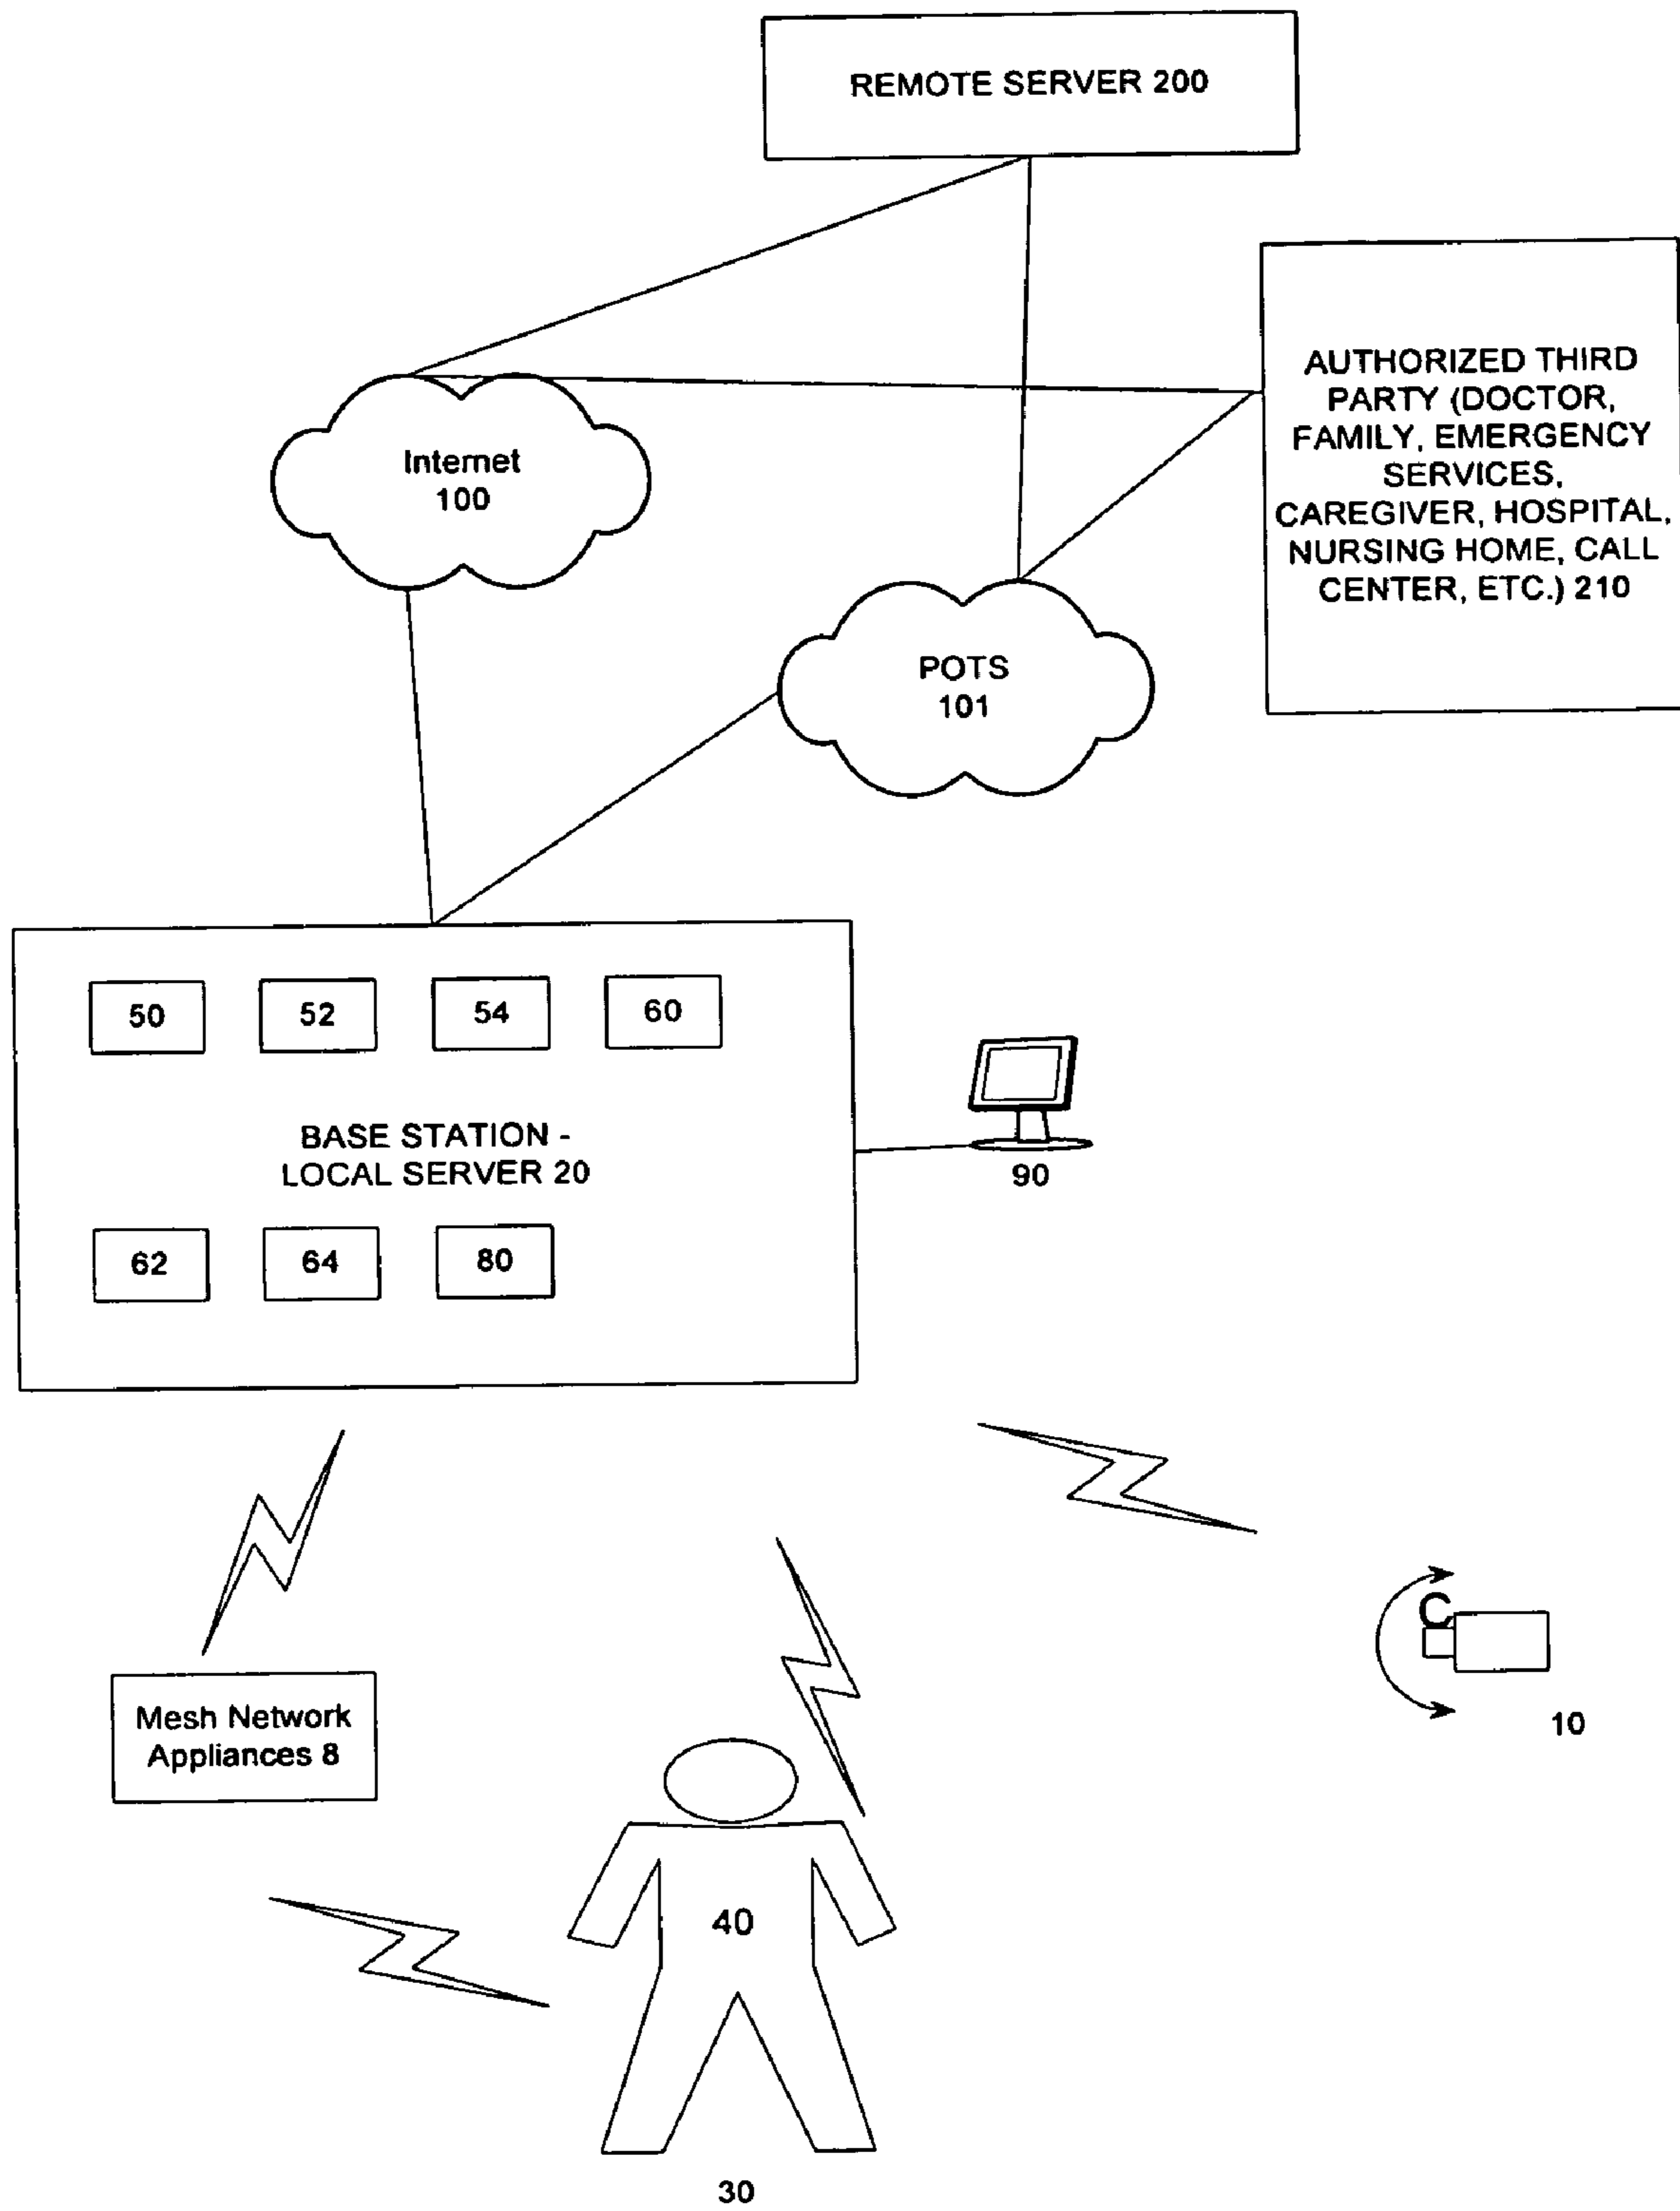 REMOTE SERVER 200
AUTHORIZED THIRD
PARTY (DOCTOR,
FAMILY, EMERGENCY
SERVICES,
CAREGIVER, HOSPITAL,
NURSING HOME, CALL
CENTER, ETC.) 210
Internet
100
POTS
101
50
52
54
60
BASE STATION -
LOCAL SERVER 20
90
62
64
80
C
10
Mesh Network
Appliances 8
40
30